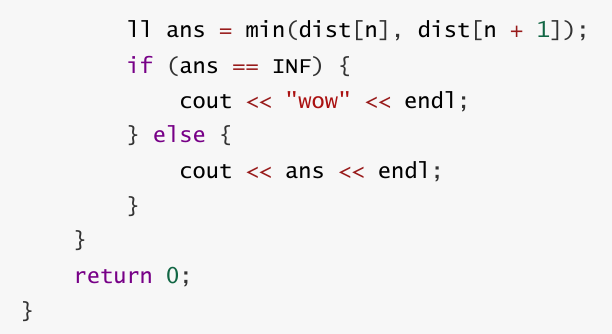 ll ans = min(dist[n], dist[n + 1]);
        if (ans == INF) {
            cout << "wow" << endl;
        } else {
            cout << ans << endl;
        }
    }
    return 0;
}